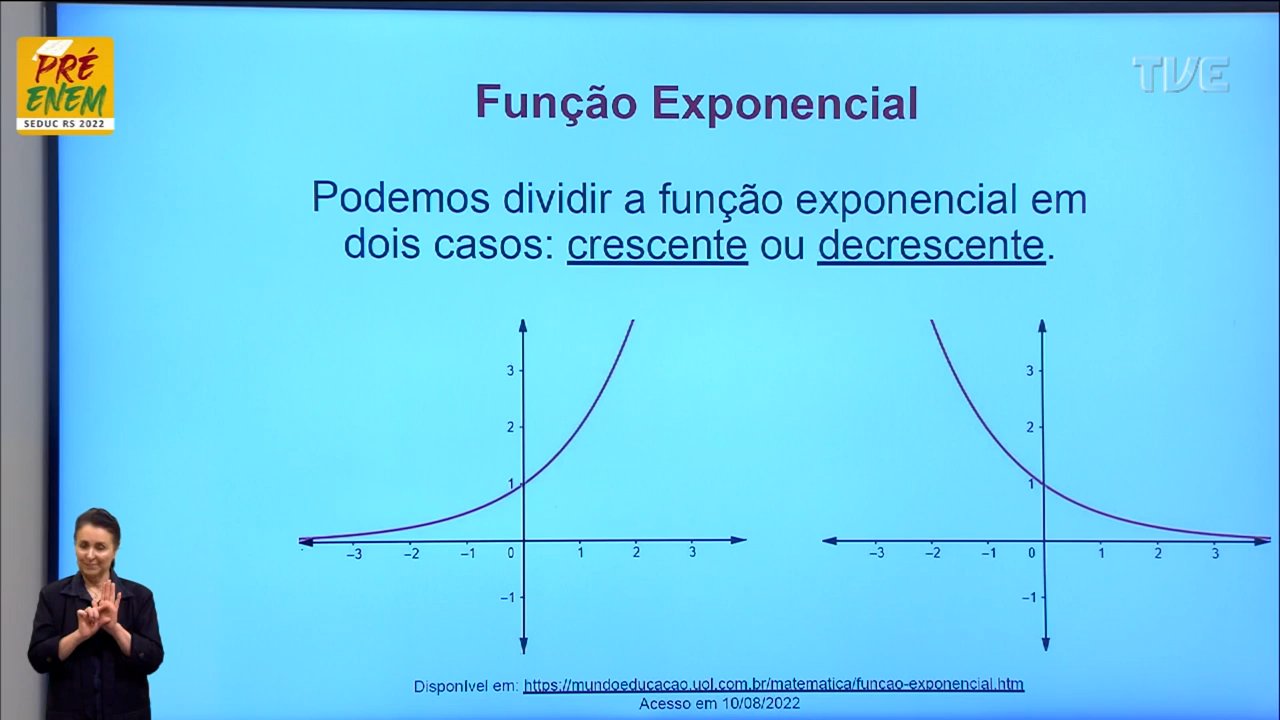 PRÉ
ENEM
SEDUC RS 2022
TVE
Função Exponencial
Podemos dividir a função exponencial em
dois casos: crescente ou decrescente.
3
2
1
–3 –2 –1 0 1 2 3
–1
3
2
1
–3 –2 –1 0 1 2 3
–1
Disponível em: https://mundoeducacao.uol.com.br/matematica/funcao-exponencial.htm
Acesso em 10/08/2022